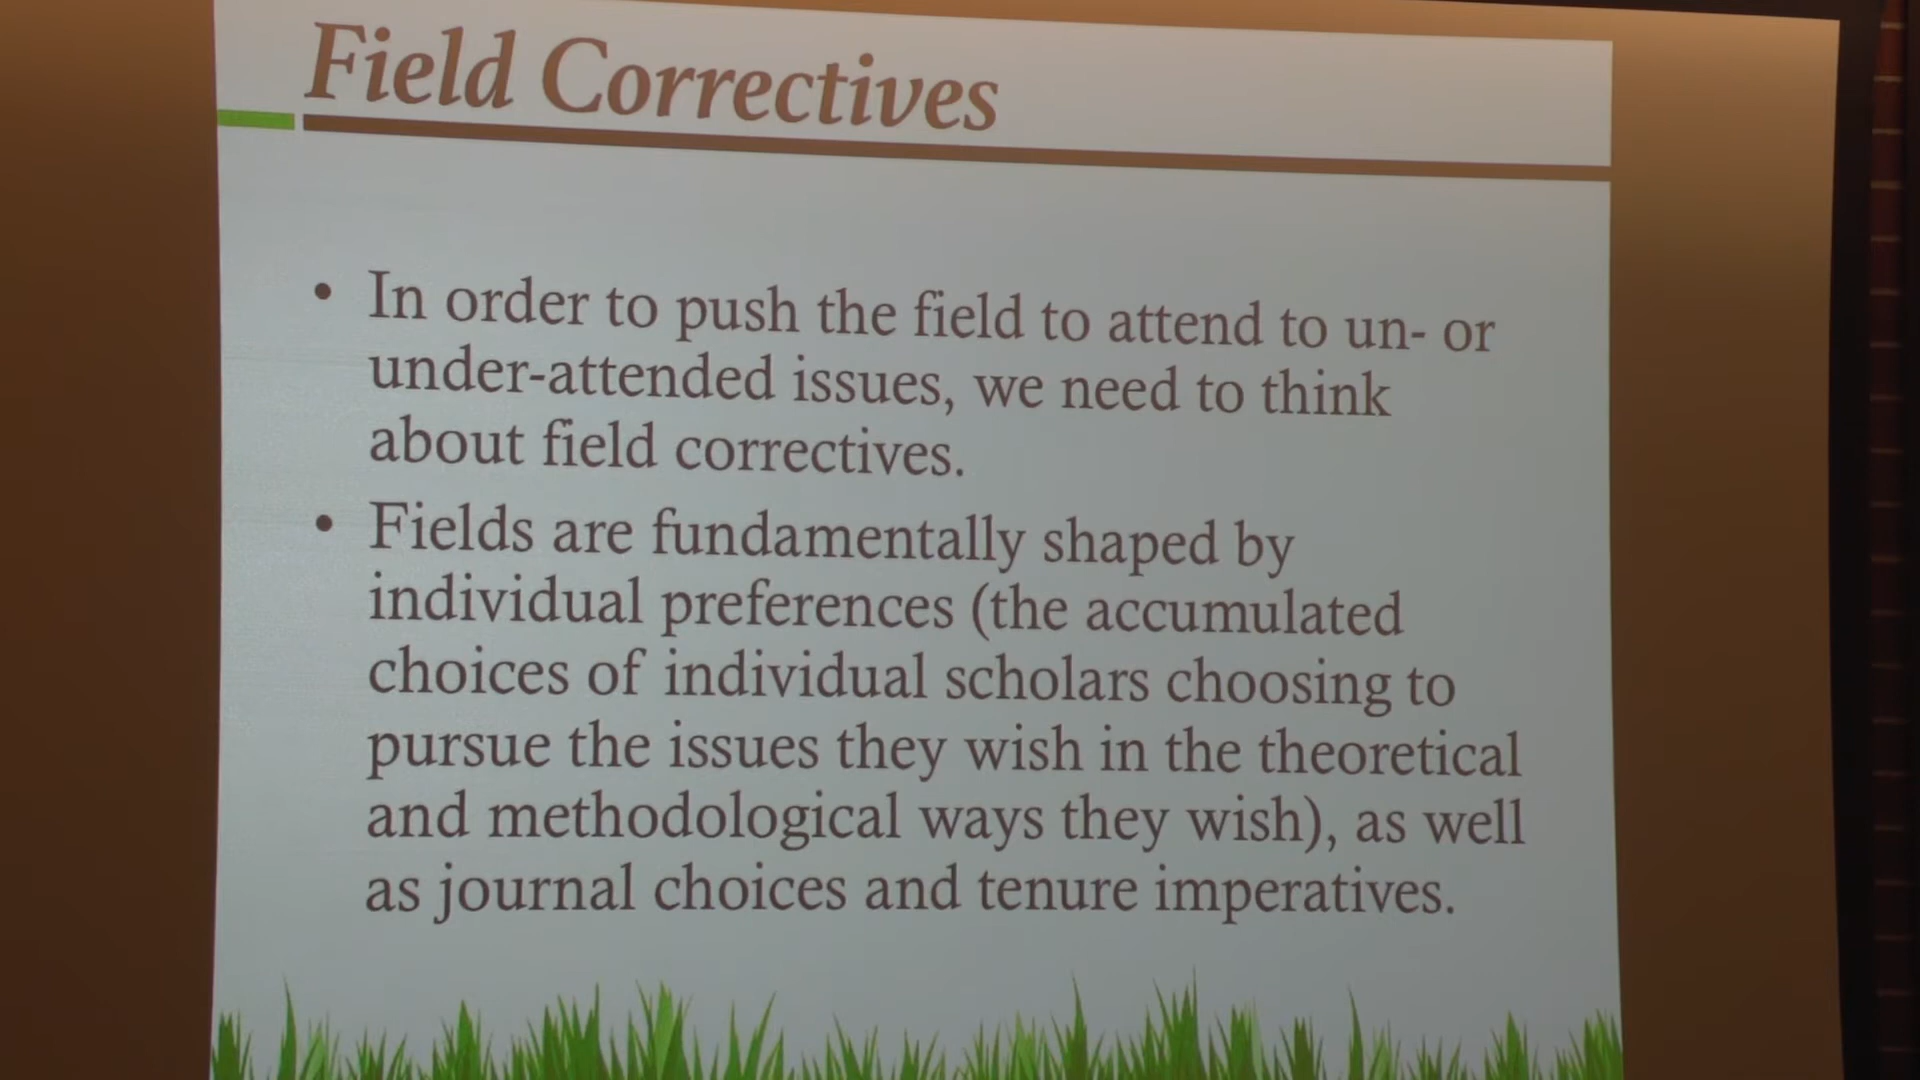 Field Correctives
• In order to push the field to attend to un- or
under-attended issues, we need to think
about field correctives.
• Fields are fundamentally shaped by
individual preferences (the accumulated
choices of individual scholars choosing to
pursue the issues they wish in the theoretical
and methodological ways they wish), as well
as journal choices and tenure imperatives.